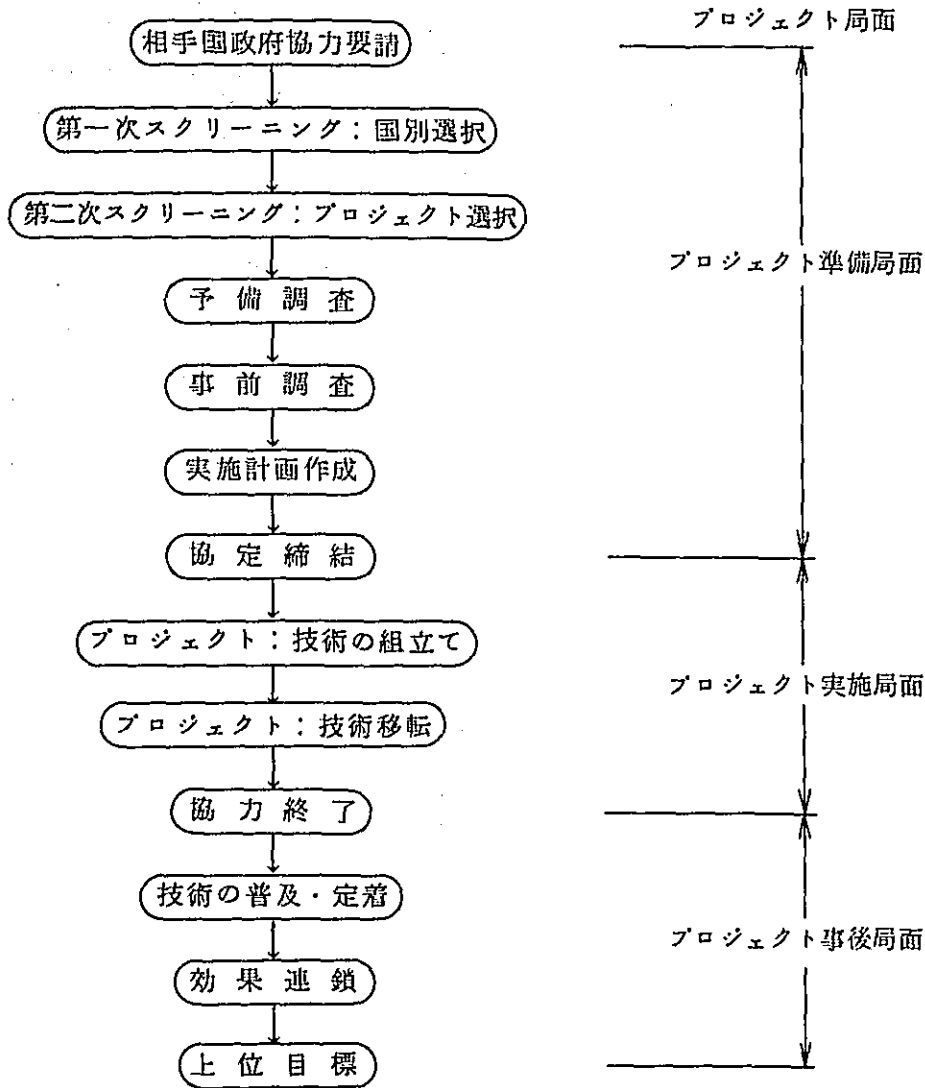 プロジェクト局面
相手国政府協力要請
第一次スクリーニング：国別選択
第二次スクリーニング：プロジェクト選択
プロジェクト準備局面
予備調査
事前調査
実施計画作成
協定締結
プロジェクト：技術の組立て
プロジェクト実施局面
プロジェクト：技術移転
協力終了
技術の普及・定着
プロジェクト事後局面
効果連鎖
上位目標